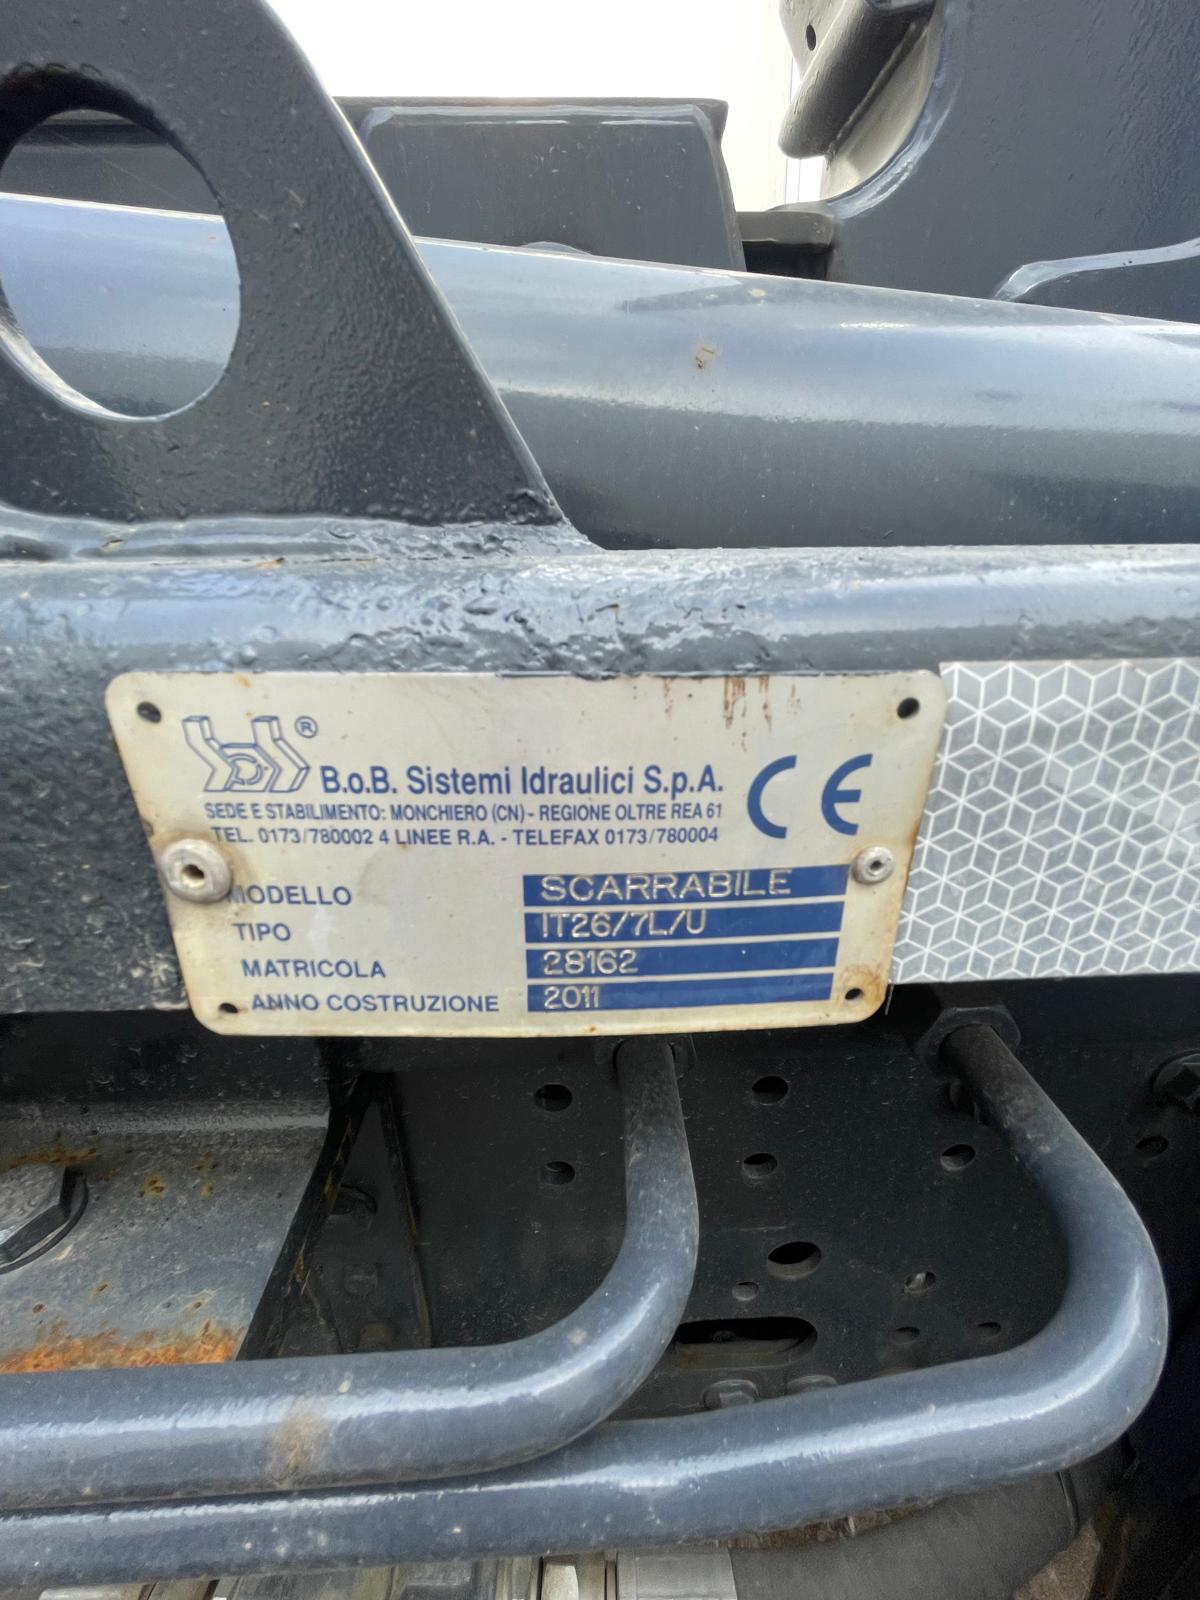 ®
B.o.B. Sistemi Idraulici S.p.A.
SEDE E STABILIMENTO: MONCHIERO (CN) - REGIONE OLTRE REA 61
TEL. 0173/780002 4 LINEE R.A. - TELEFAX 0173/780004
CE
MODELLO SCARRABILE
TIPO IT26/7L/U
MATRICOLA 28162
ANNO COSTRUZIONE 2011